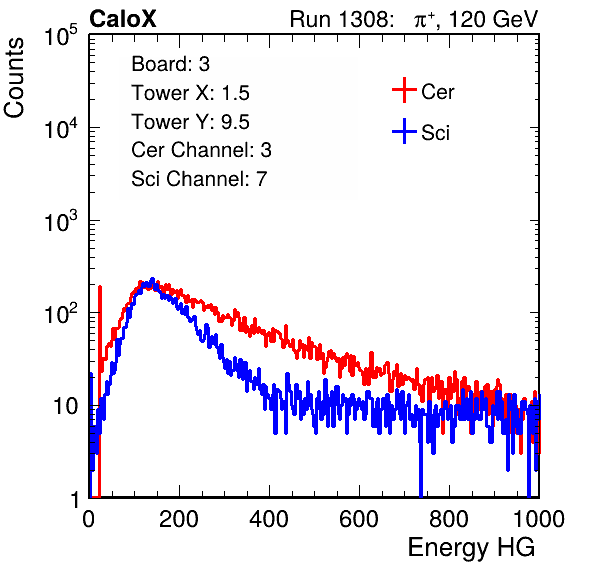 CaloX Run 1308: π⁺, 120 GeV
Counts
10⁵
10⁴
10³
10²
10
1
Board: 3
Tower X: 1.5
Tower Y: 9.5
Cer Channel: 3
Sci Channel: 7
Cer
Sci
0 200 400 600 800 1000
Energy HG